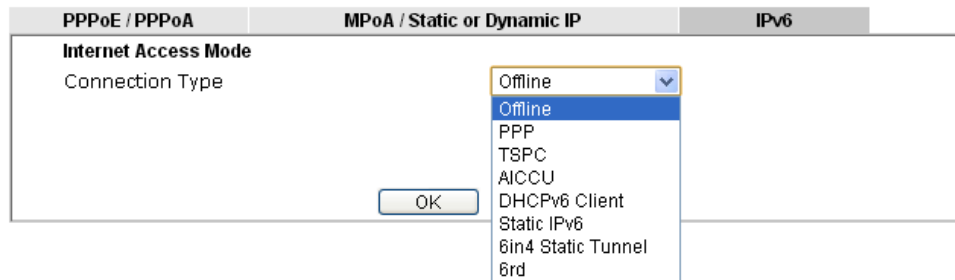 PPPoE / PPPoA MPoA / Static or Dynamic IP IPv6
Internet Access Mode
Connection Type Offline
Offline
PPP
TSPC
AICCU
OK DHCPv6 Client
Static IPv6
6in4 Static Tunnel
6rd